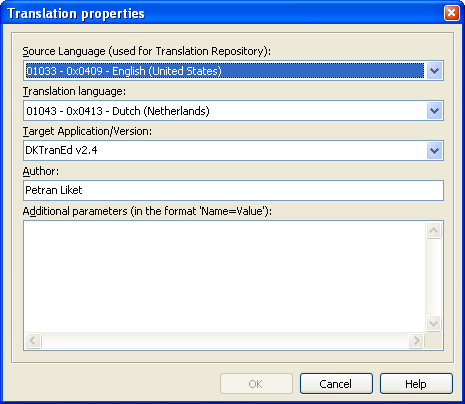 Translation properties
Source Language (used for Translation Repository):
01033 - 0x0409 - English (United States)
Translation language:
01043 - 0x0413 - Dutch (Netherlands)
Target Application/Version:
DKTranEd v2.4
Author:
Petran Liket
Additional parameters (in the format 'Name=Value'):
OK Cancel Help